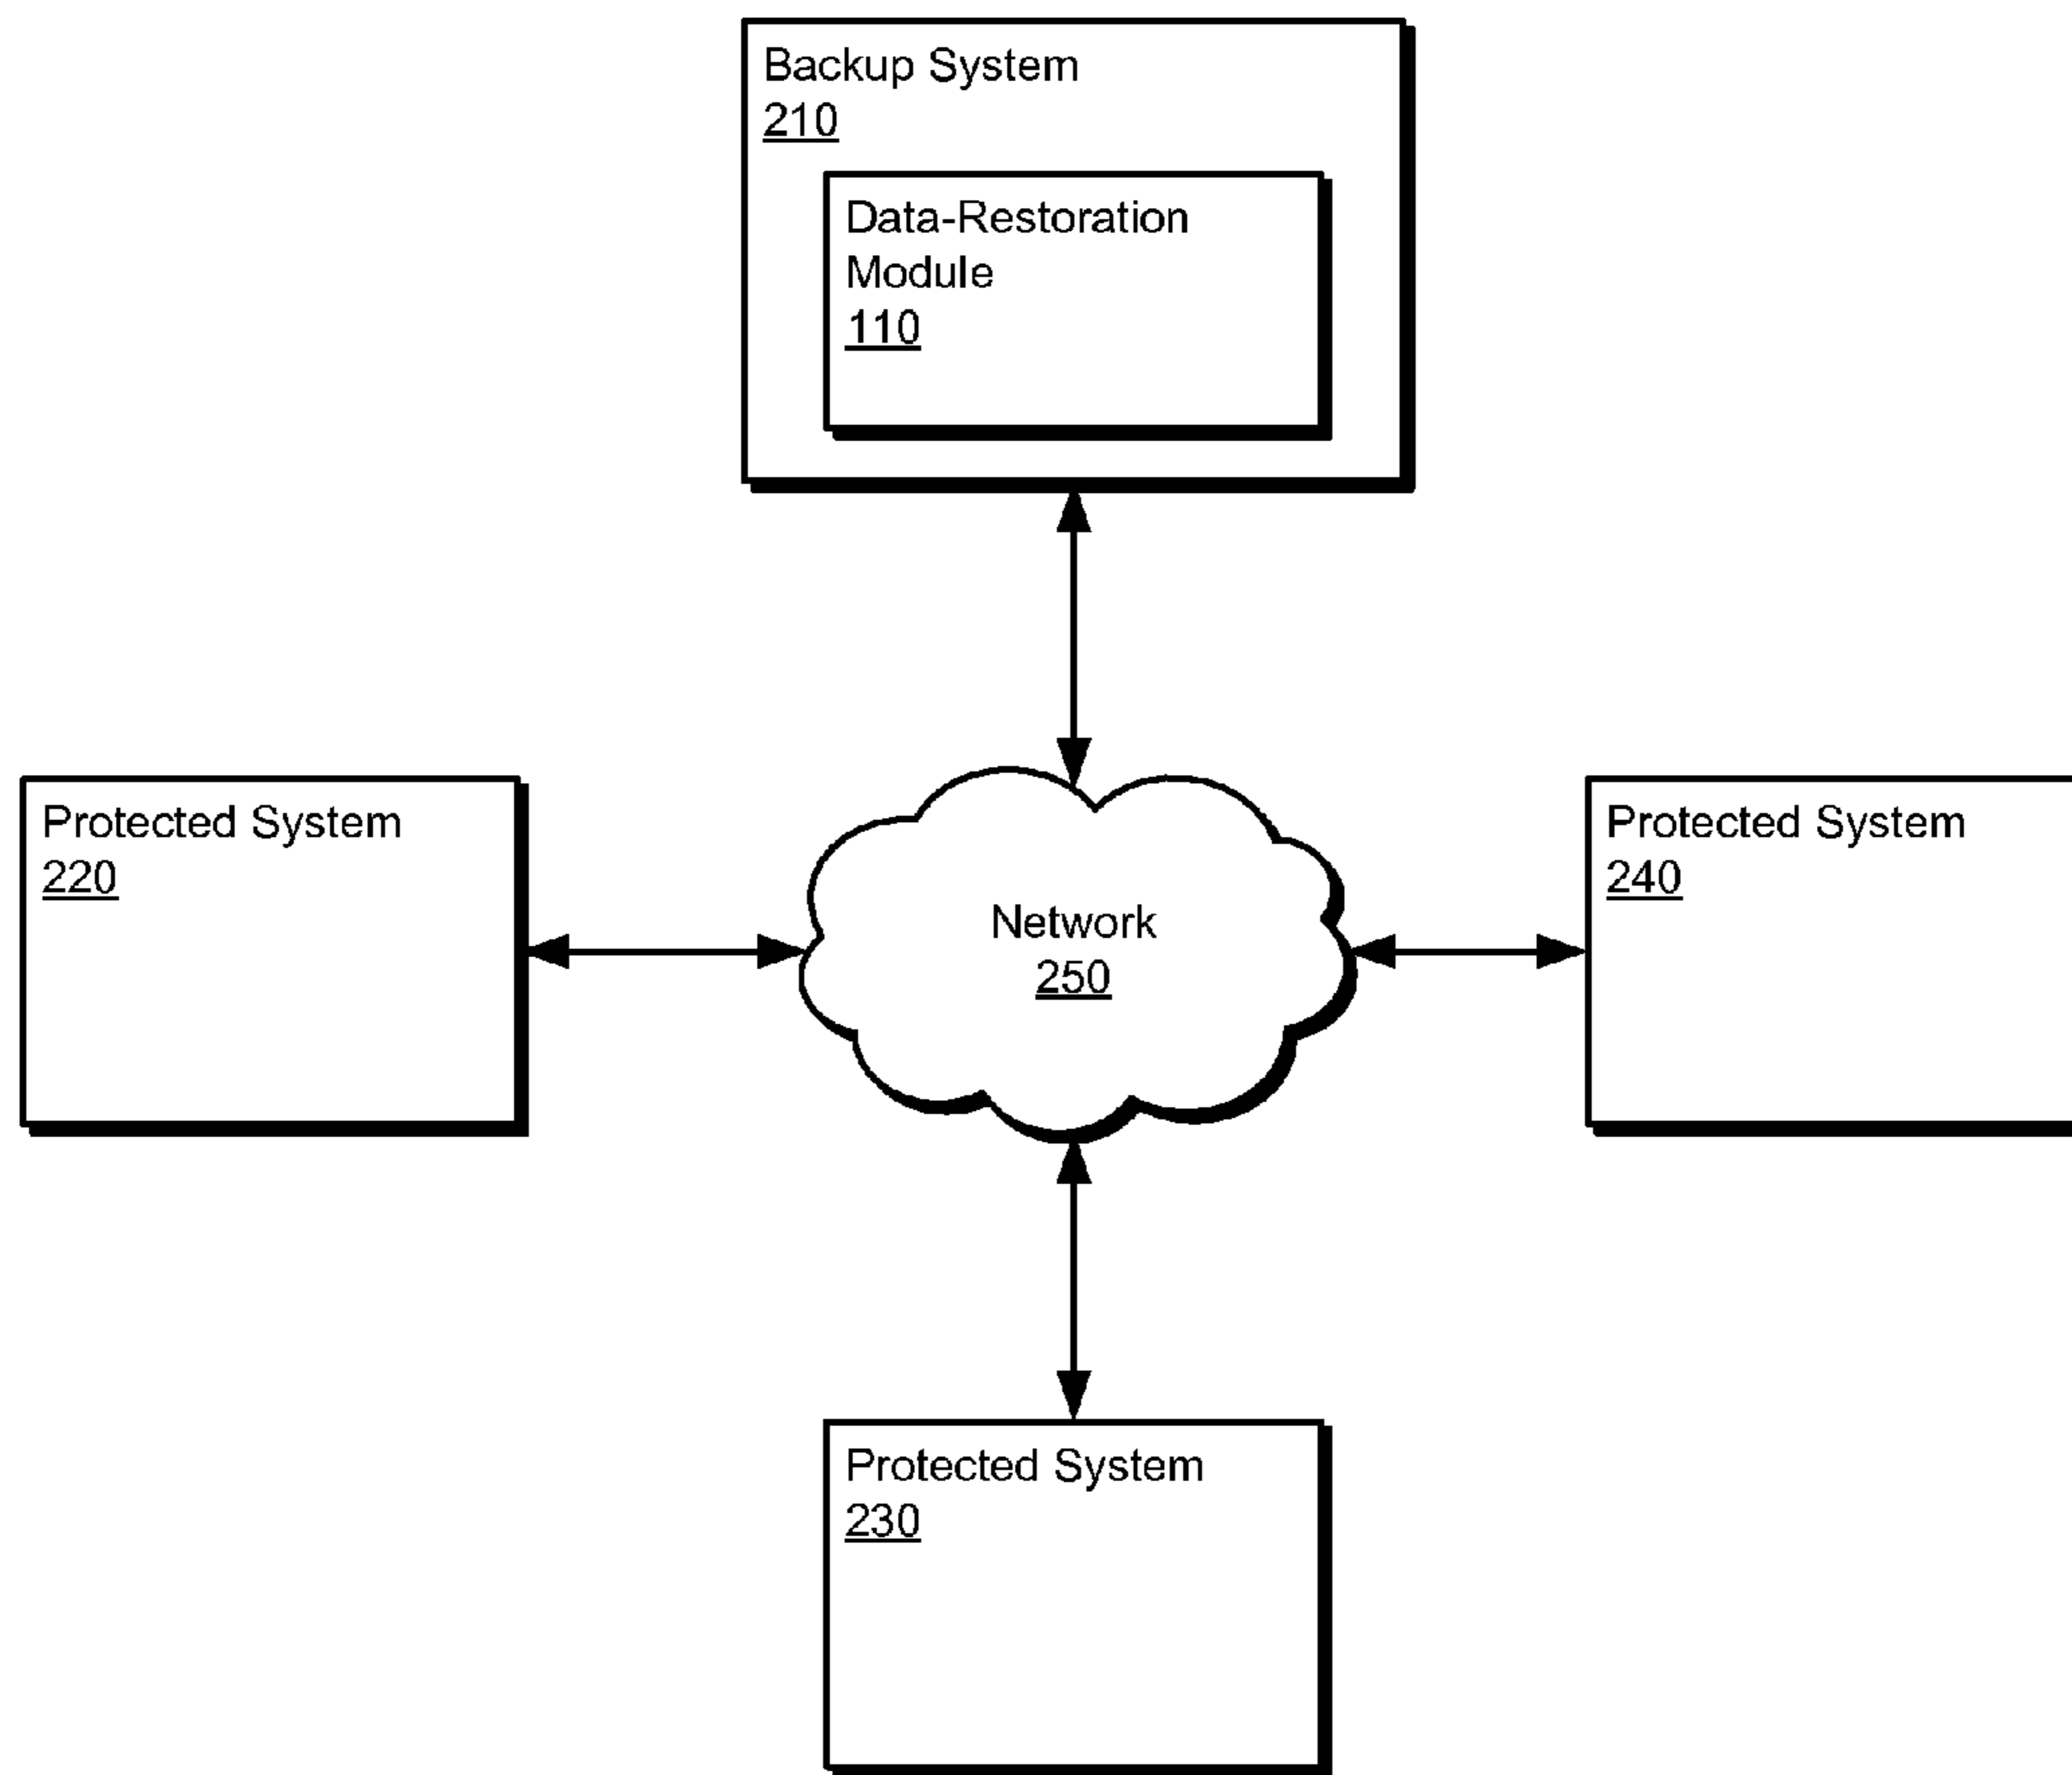 Backup System
210
Data-Restoration
Module
110
Protected System
220
Network
250
Protected System
240
Protected System
230